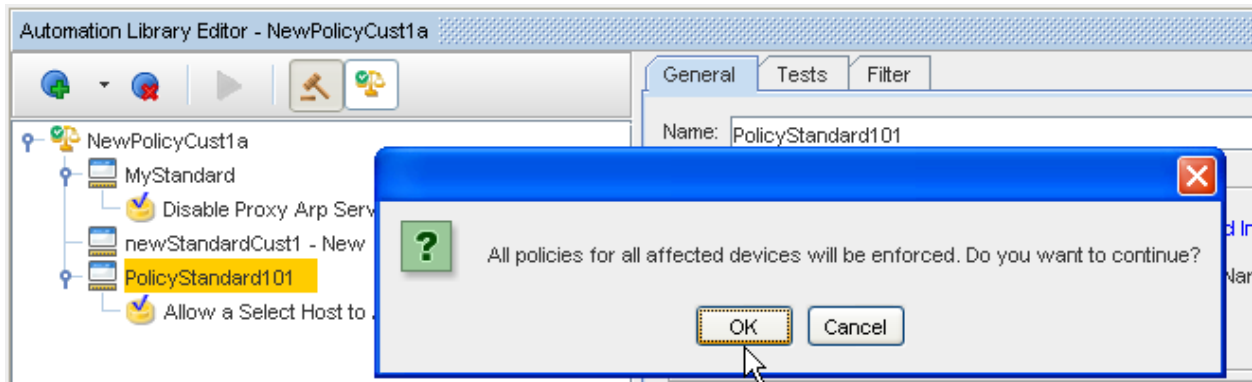 Automation Library Editor - NewPolicyCust1a
General Tests Filter
NewPolicyCust1a
Name: PolicyStandard101
MyStandard
Disable Proxy Arp Serv
newStandardCust1 - New
PolicyStandard101
Allow a Select Host to
?
All policies for all affected devices will be enforced. Do you want to continue?
OK Cancel